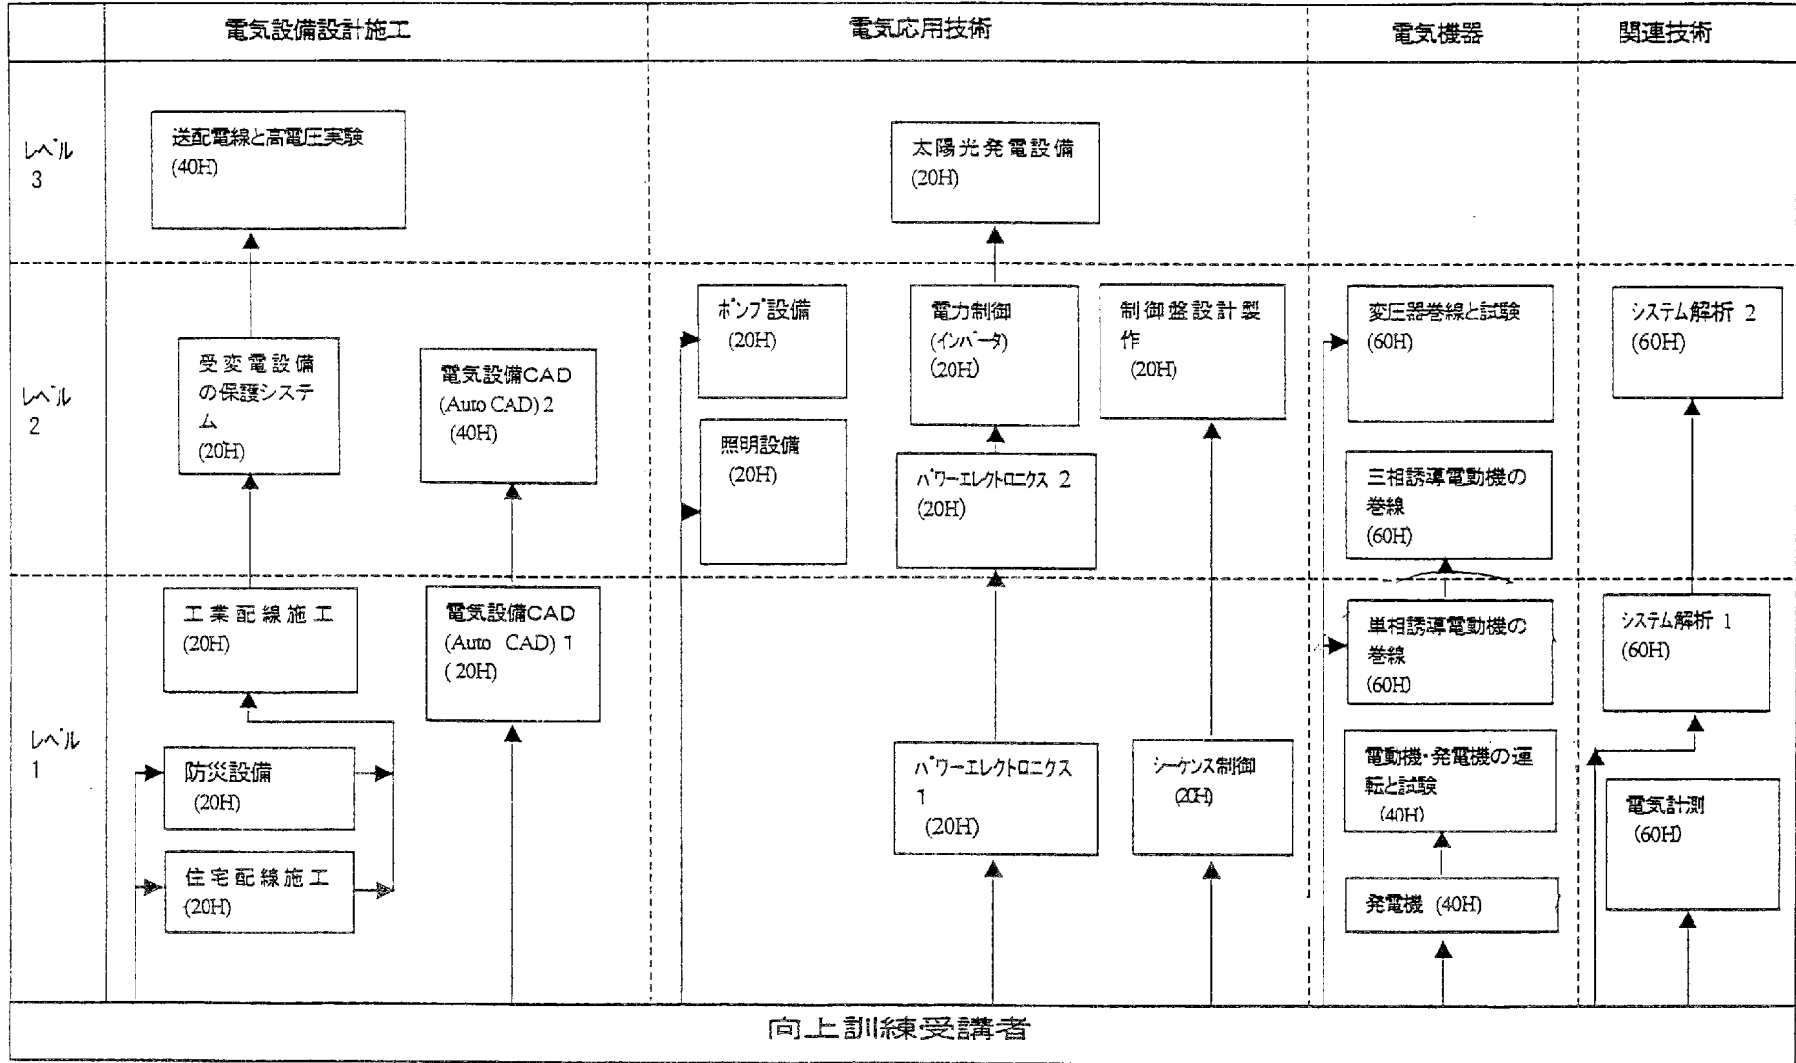 電気設備設計施工
電気応用技術
電気機器
関連技術
レベル
3
送配電線と高電圧実験
(40H)
太陽光発電設備
(20H)
レベル
2
受変電設備
の保護システ
ム
(20H)
電気設備CAD
(Auto CAD) 2
(40H)
ポンプ設備
(20H)
照明設備
(20H)
電力制御
(インバータ)
(20H)
パワーエレクトロニクス 2
(20H)
制御盤設計製
作
(20H)
変圧器巻線と試験
(60H)
三相誘導電動機の
巻線
(60H)
システム解析 2
(60H)
レベル
1
工業配線施工
(20H)
防災設備
(20H)
住宅配線施工
(20H)
電気設備CAD
(Auto CAD) 1
(20H)
パワーエレクトロニクス
1
(20H)
シーケンス制御
(20H)
単相誘導電動機の
巻線
(60H)
電動機・発電機の運
転と試験
(40H)
発電機 (40H)
システム解析 1
(60H)
電気計測
(60H)
向上訓練受講者